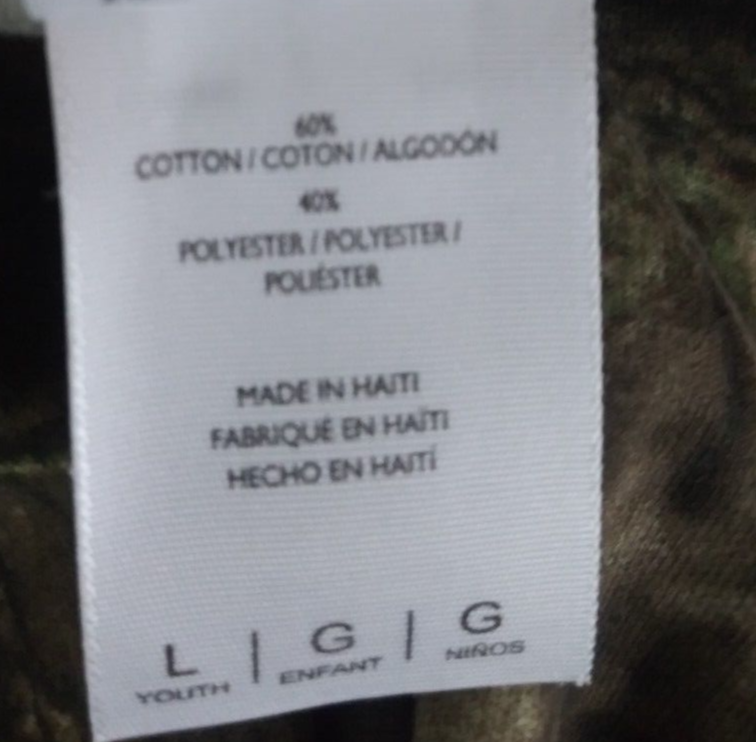 60%
COTTON / COTON / ALGODÓN
40%
POLYESTER / POLYESTER /
POLIÉSTER
MADE IN HAITI
FABRIQUÉ EN HAÏTI
HECHO EN HAITÍ
L | G | G
YOUTH ENFANT NIÑOS